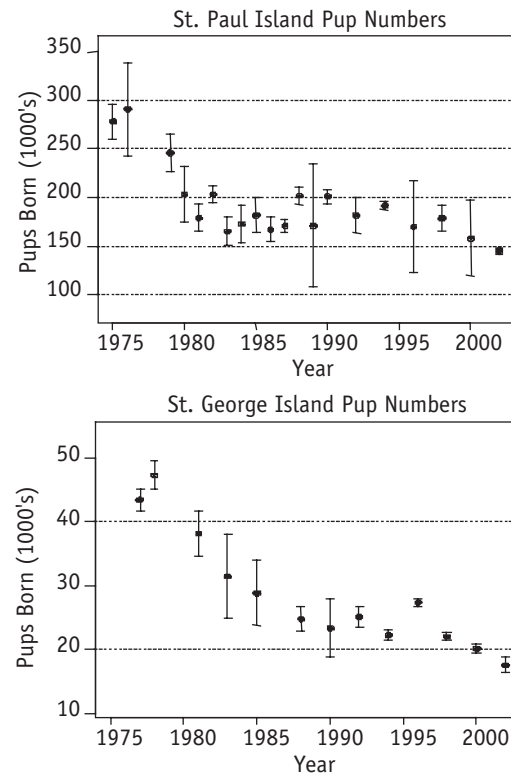 St. Paul Island Pup Numbers
Pups Born (1000's)
350
300
250
200
150
100
1975 1980 1985 1990 1995 2000
Year
St. George Island Pup Numbers
Pups Born (1000's)
50
40
30
20
10
1975 1980 1985 1990 1995 2000
Year